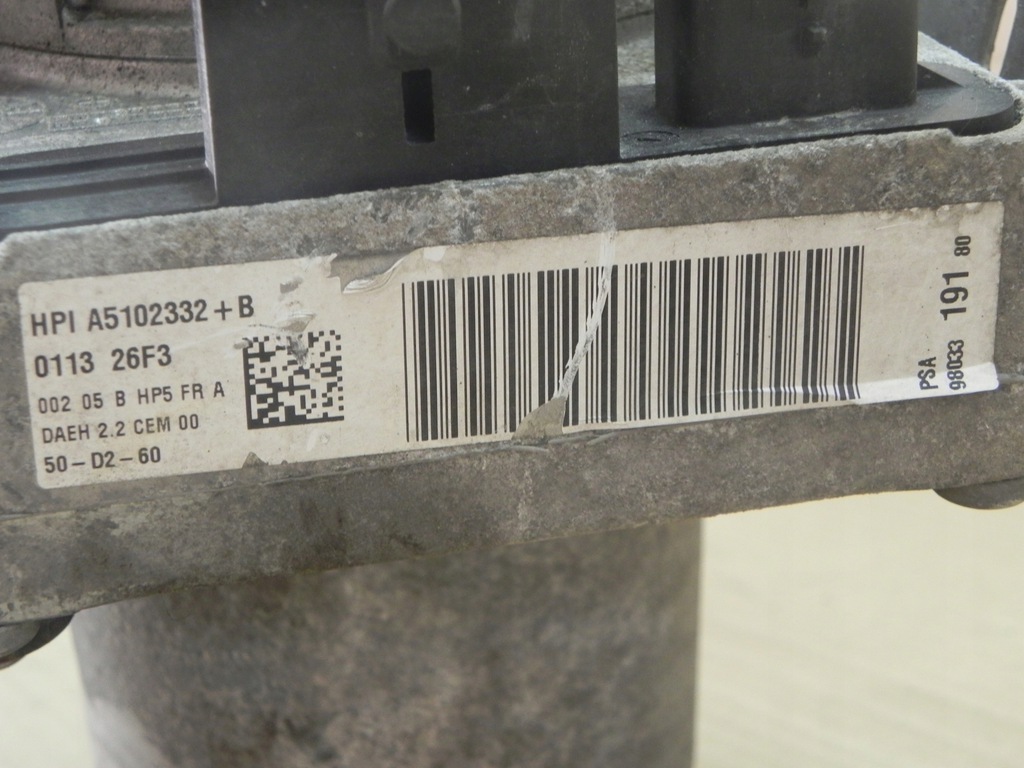 HPI A5102332+B
0113 26F3
002 05 B HP5 FR A
DAEH 2.2 CEM 00
50-D2-60
PSA
98033 191 80